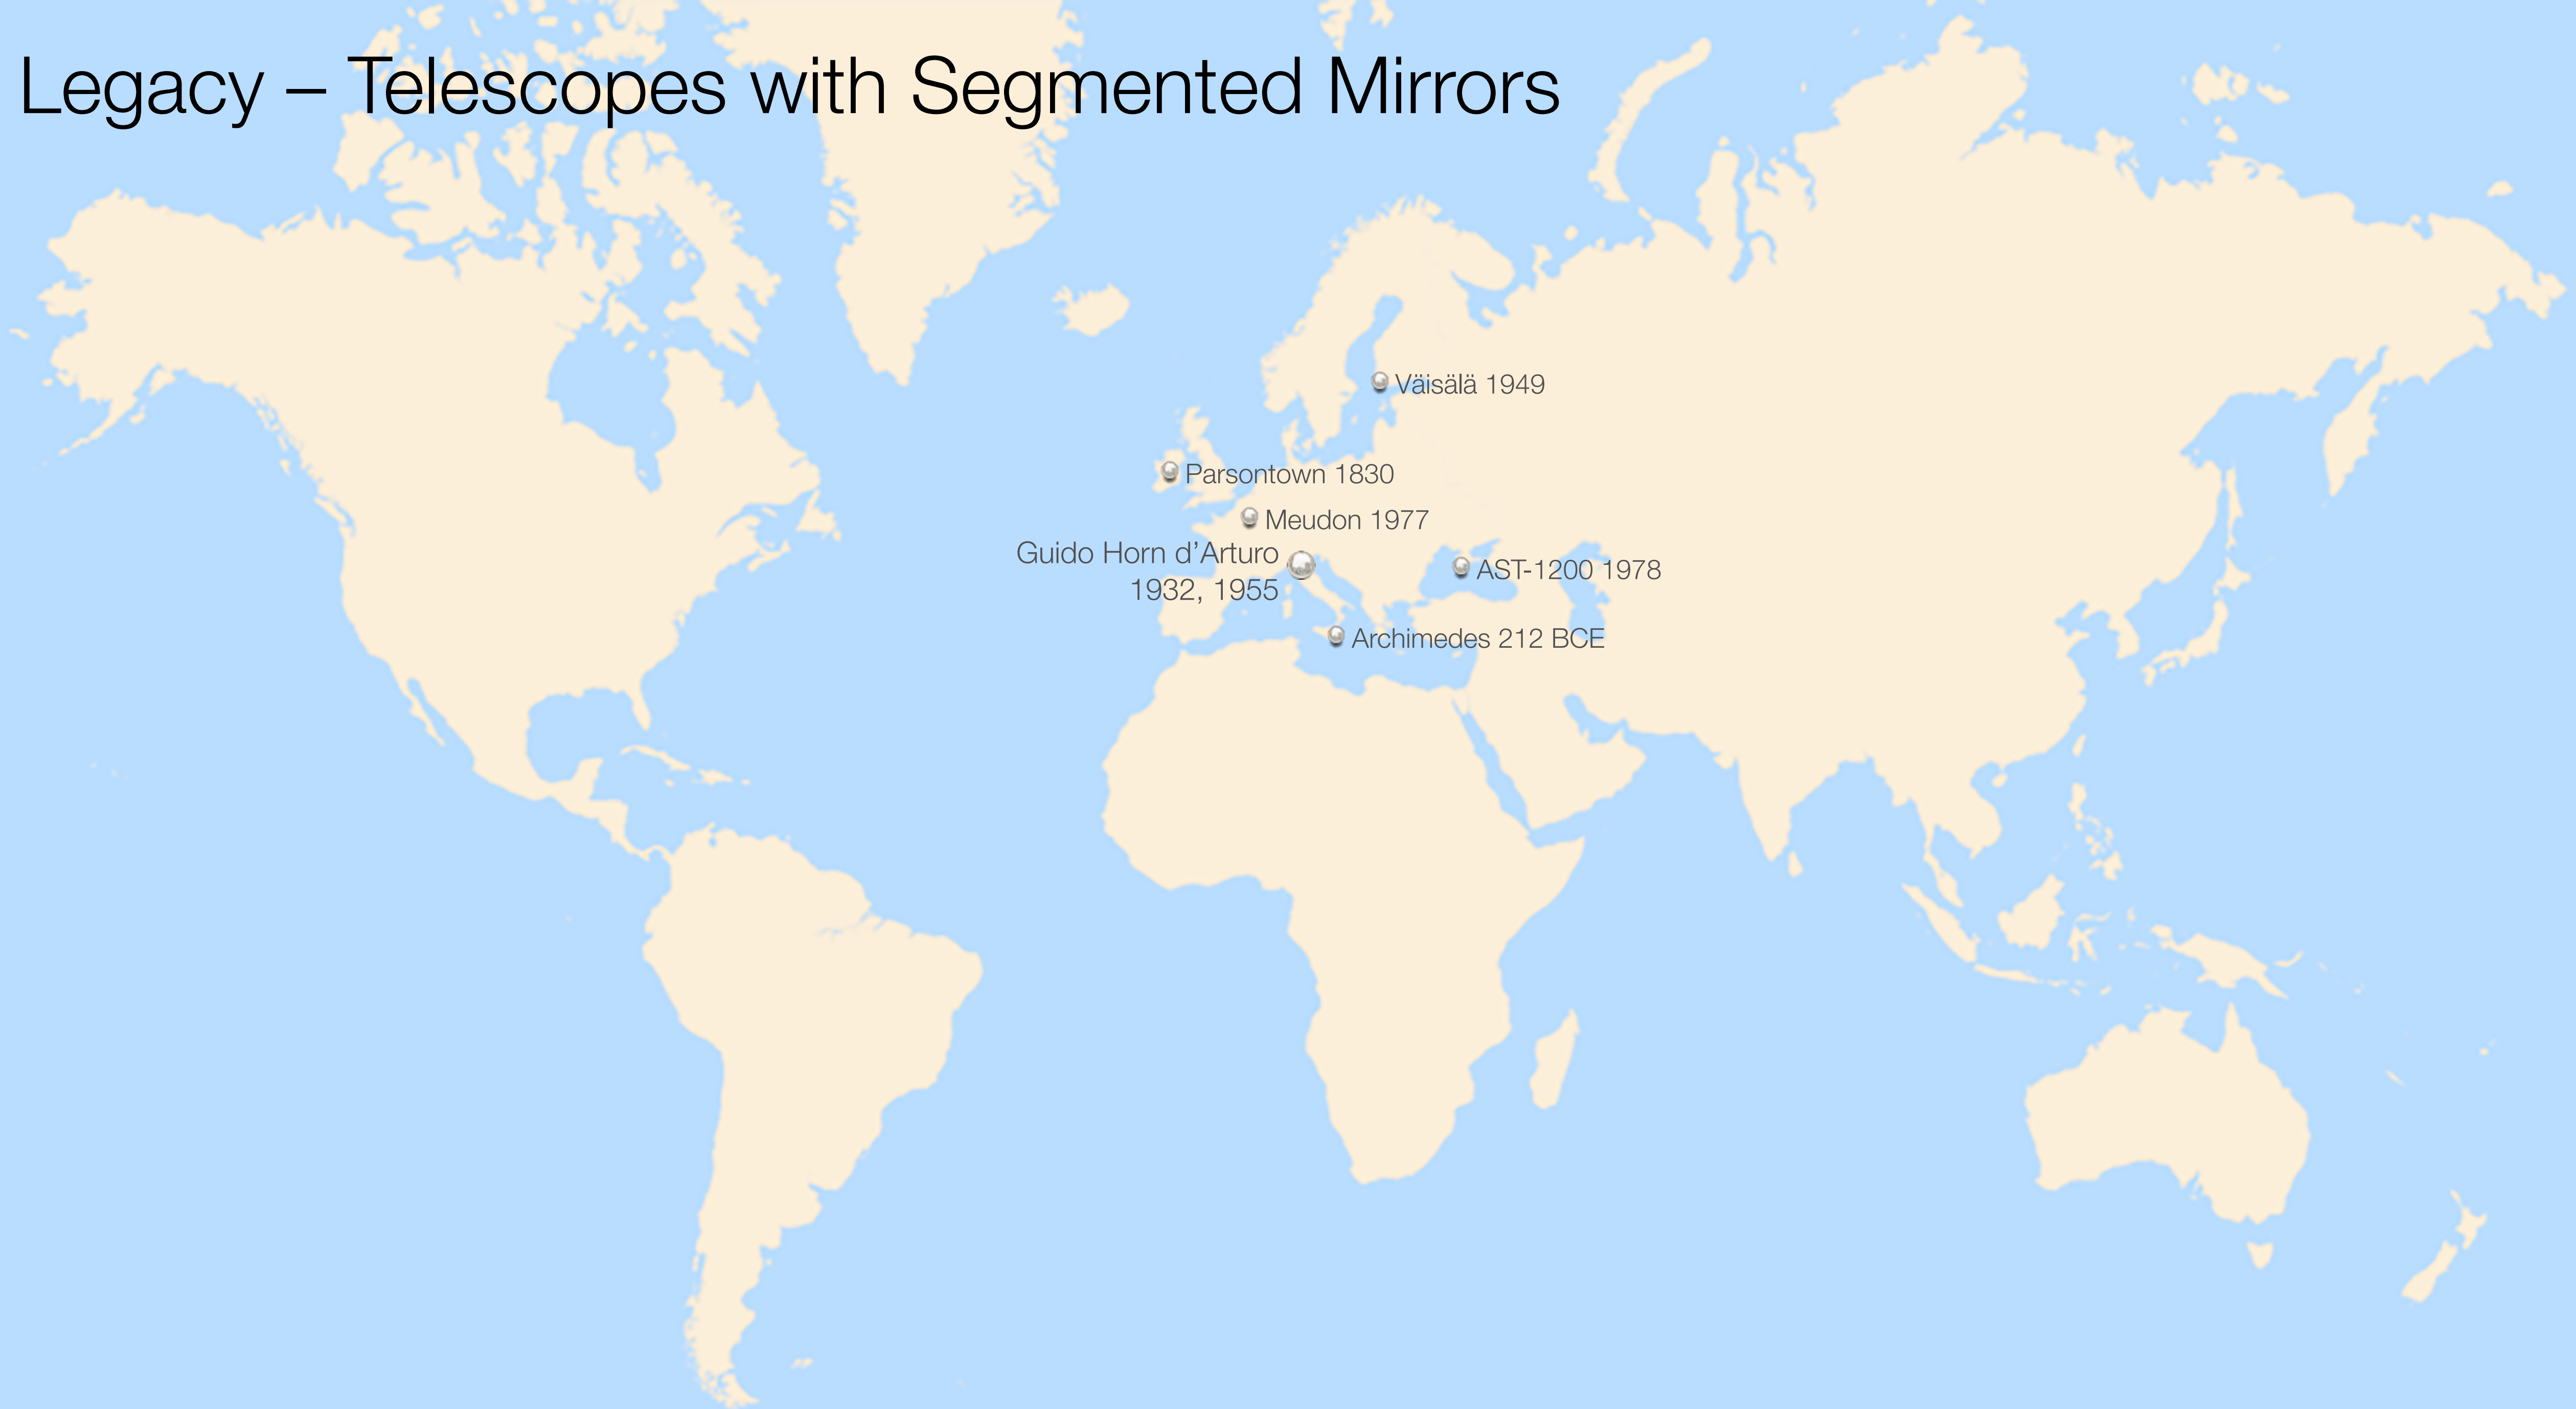 Legacy – Telescopes with Segmented Mirrors
Väisälä 1949
Parsontown 1830
Meudon 1977
Guido Horn d’Arturo
1932, 1955
AST-1200 1978
Archimedes 212 BCE